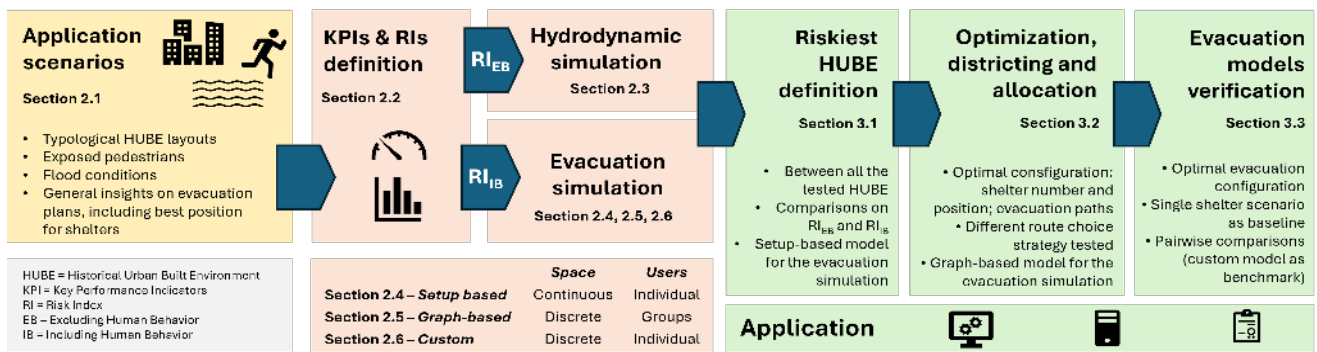 Application
scenarios
Section 2.1
• Typological HUBE layouts
• Exposed pedestrians
• Flood conditions
• General insights on evacuation
plans, including best position
for shelters
KPIs & RIs
definition
Section 2.2
RI_EB
Hydrodynamic
simulation
Section 2.3
RI_IB
Evacuation
simulation
Section 2.4, 2.5, 2.6
Riskiest
HUBE
definition
Section 3.1
• Between all the
tested HUBE
• Comparisons on
RI_EB and RI_IB
• Setup-based model
for the evacuation
simulation
Optimization,
districting and
allocation
Section 3.2
• Optimal consfiguration:
shelter number and
position; evacuation paths
• Different route choice
strategy tested
• Graph-based model for the
evacuation simulation
Evacuation
models
verification
Section 3.3
• Optimal evacuation
configuration
• Single shelter scenario
as baseline
• Pairwise comparisons
(custom model as
benchmark)
HUBE = Historical Urban Built Environment
KPI = Key Performance Indicators
RI = Risk Index
EB – Excluding Human Behavior
IB – Including Human Behavior
Space Users
Section 2.4 – Setup based Continuous Individual
Section 2.5 – Graph-based Discrete Groups
Section 2.6 – Custom Discrete Individual
Application